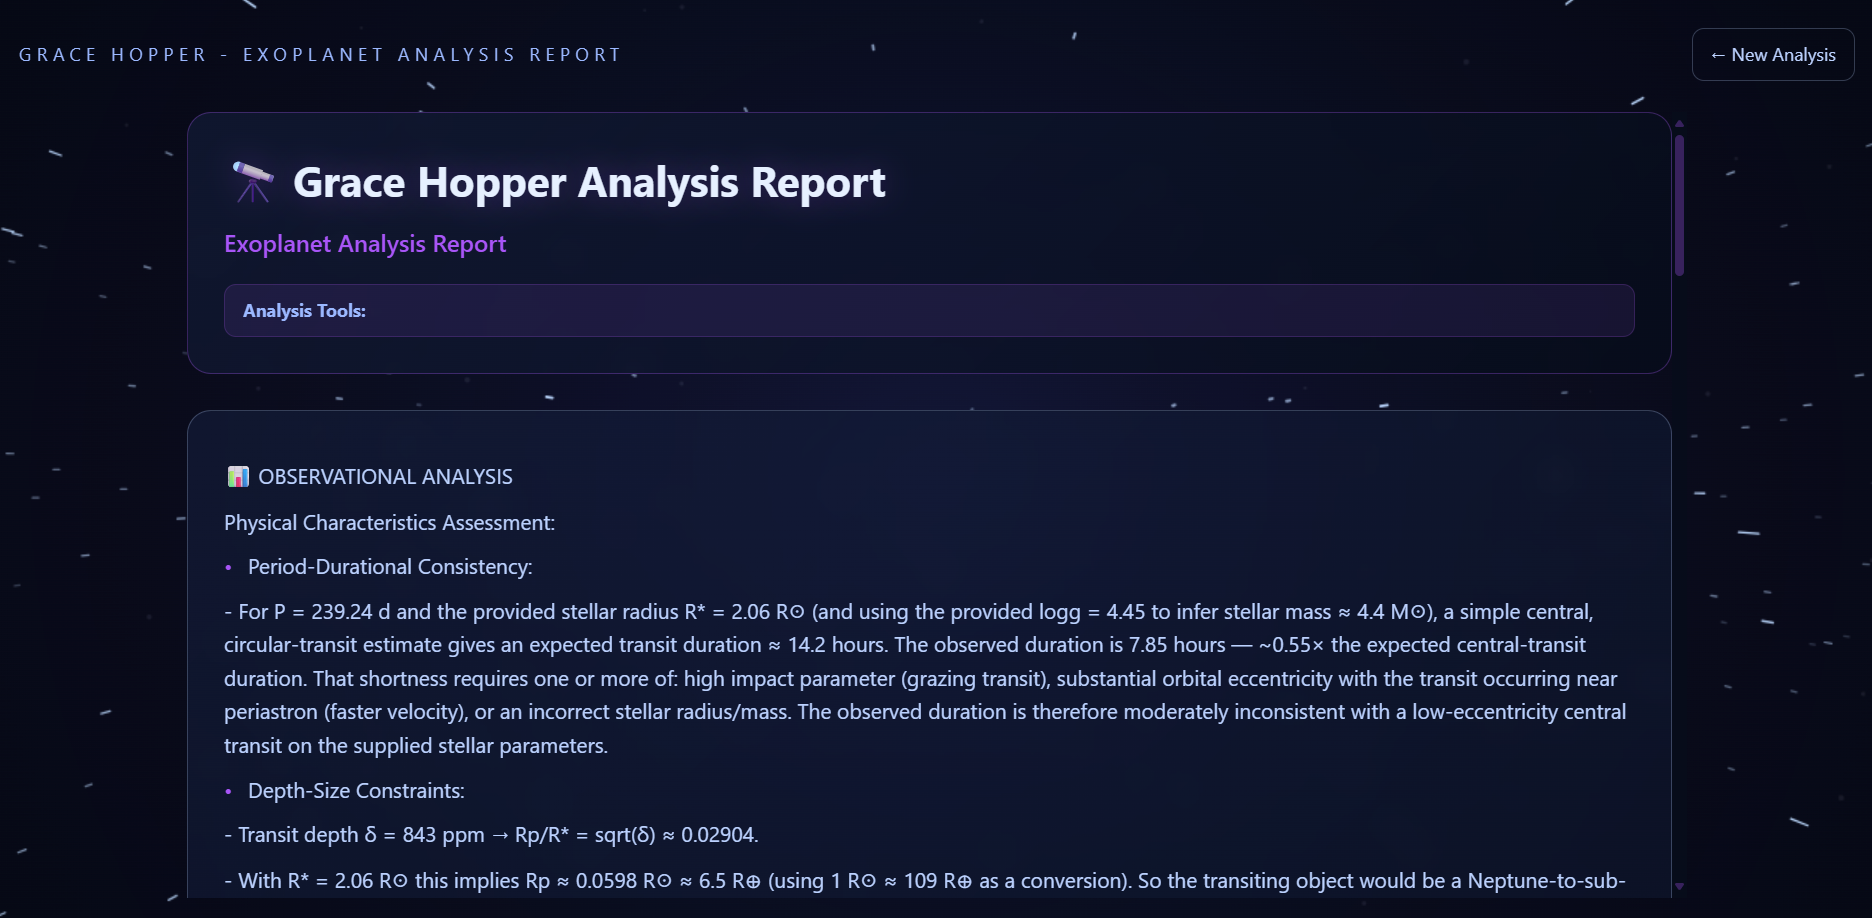 GRACE HOPPER - EXOPLANET ANALYSIS REPORT
← New Analysis
Grace Hopper Analysis Report
Exoplanet Analysis Report
Analysis Tools:
OBSERVATIONAL ANALYSIS
Physical Characteristics Assessment:
• Period-Durational Consistency:
- For P = 239.24 d and the provided stellar radius R* = 2.06 R⊙ (and using the provided logg = 4.45 to infer stellar mass ≈ 4.4 M⊙), a simple central,
circular-transit estimate gives an expected transit duration ≈ 14.2 hours. The observed duration is 7.85 hours — ~0.55× the expected central-transit
duration. That shortness requires one or more of: high impact parameter (grazing transit), substantial orbital eccentricity with the transit occurring near
periastron (faster velocity), or an incorrect stellar radius/mass. The observed duration is therefore moderately inconsistent with a low-eccentricity central
transit on the supplied stellar parameters.
• Depth-Size Constraints:
- Transit depth δ = 843 ppm → Rp/R* = sqrt(δ) ≈ 0.02904.
- With R* = 2.06 R⊙ this implies Rp ≈ 0.0598 R⊙ ≈ 6.5 R⊕ (using 1 R⊙ ≈ 109 R⊕ as a conversion). So the transiting object would be a Neptune-to-sub-